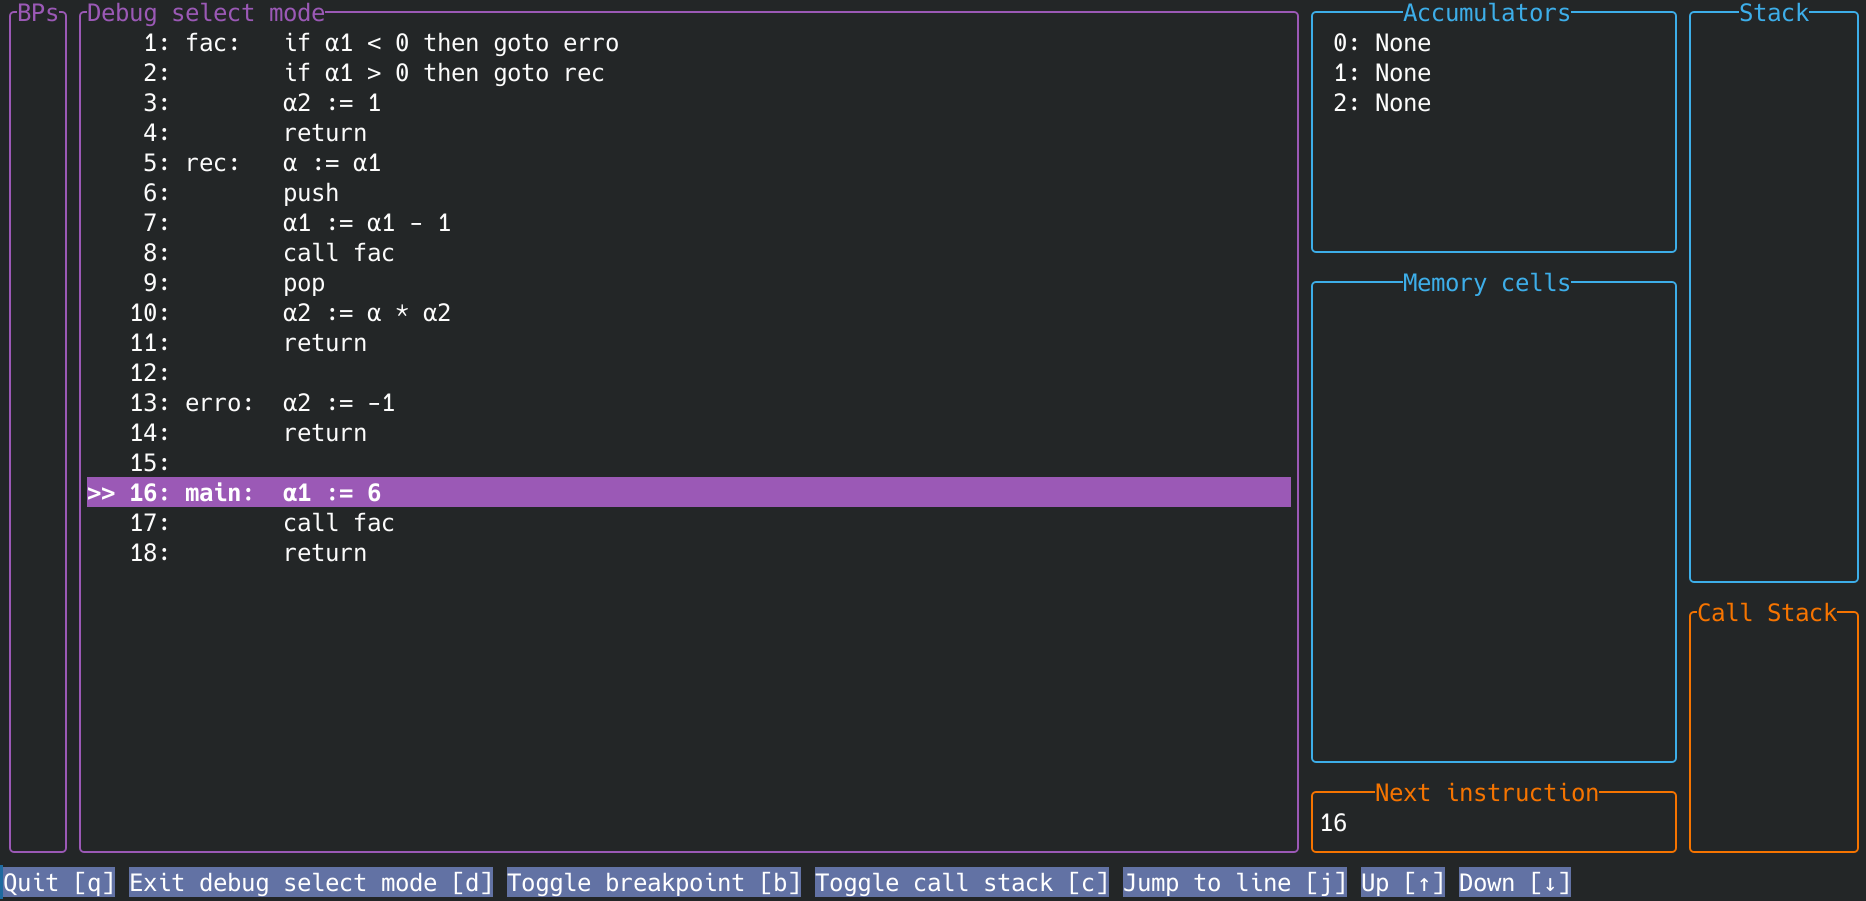 BPs
Debug select mode
1: fac:   if α1 < 0 then goto erro
2:        if α1 > 0 then goto rec
3:        α2 := 1
4:        return
5: rec:   α := α1
6:        push
7:        α1 := α1 - 1
8:        call fac
9:        pop
10:        α2 := α * α2
11:        return
12:
13: erro:  α2 := -1
14:        return
15:
>> 16: main:  α1 := 6
17:        call fac
18:        return
Accumulators
0: None
1: None
2: None
Memory cells
Next instruction
16
Stack
Call Stack
Quit [q] Exit debug select mode [d] Toggle breakpoint [b] Toggle call stack [c] Jump to line [j] Up [↑] Down [↓]